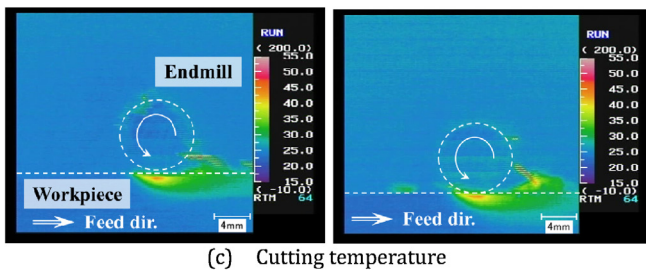 RUN
( 200.0)
55.0
50.0
45.0
40.0
35.0
30.0
25.0
20.0
15.0
( -10.0)
RTM 64
Endmill
Workpiece
Feed dir.
4mm
RUN
( 200.0)
55.0
50.0
45.0
40.0
35.0
30.0
25.0
20.0
15.0
( -10.0)
RTM 64
Feed dir.
4mm
(c) Cutting temperature